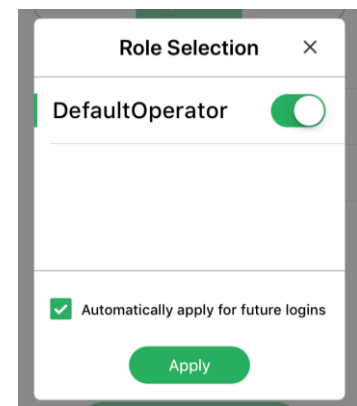 Role Selection
DefaultOperator
Automatically apply for future logins
Apply